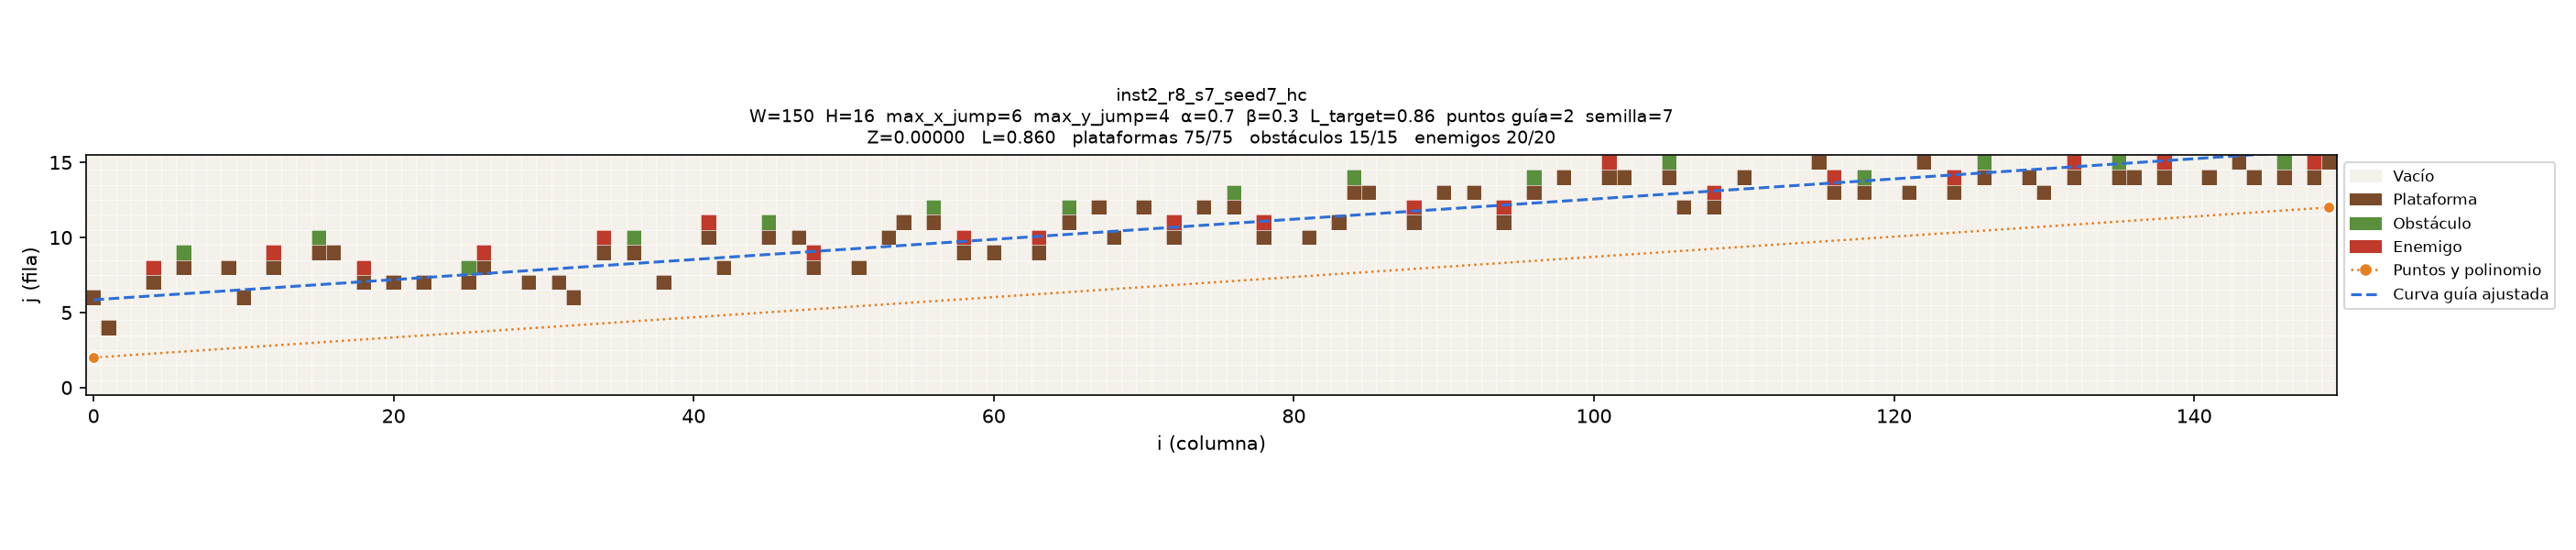 inst2_r8_s7_seed7_hc
W=150  H=16  max_x_jump=6  max_y_jump=4  α=0.7  β=0.3  L_target=0.86  puntos guía=2  semilla=7
Z=0.00000   L=0.860   plataformas 75/75   obstáculos 15/15   enemigos 20/20
15
10
5
0
j (fila)
0 20 40 60 80 100 120 140
i (columna)
Vacío
Plataforma
Obstáculo
Enemigo
Puntos y polinomio
Curva guía ajustada